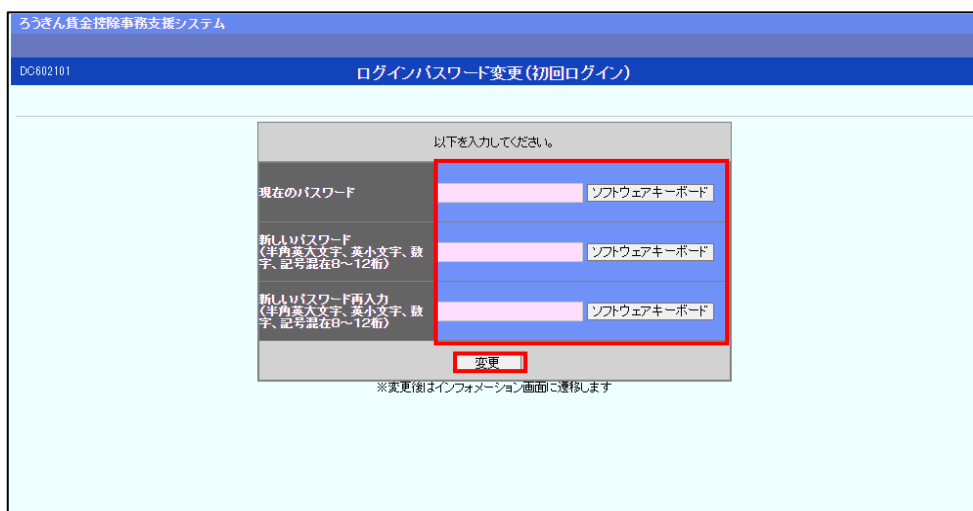 ろうきん賃金控除事務支援システム
DC602101
ログインパスワード変更(初回ログイン)
以下を入力してください。
現在のパスワード
ソフトウェアキーボード
新しいパスワード
(半角英大文字、英小文字、数
字、記号混在8～12桁)
ソフトウェアキーボード
新しいパスワード再入力
(半角英大文字、英小文字、数
字、記号混在8～12桁)
ソフトウェアキーボード
変更
※変更後はインフォメーション画面に遷移します